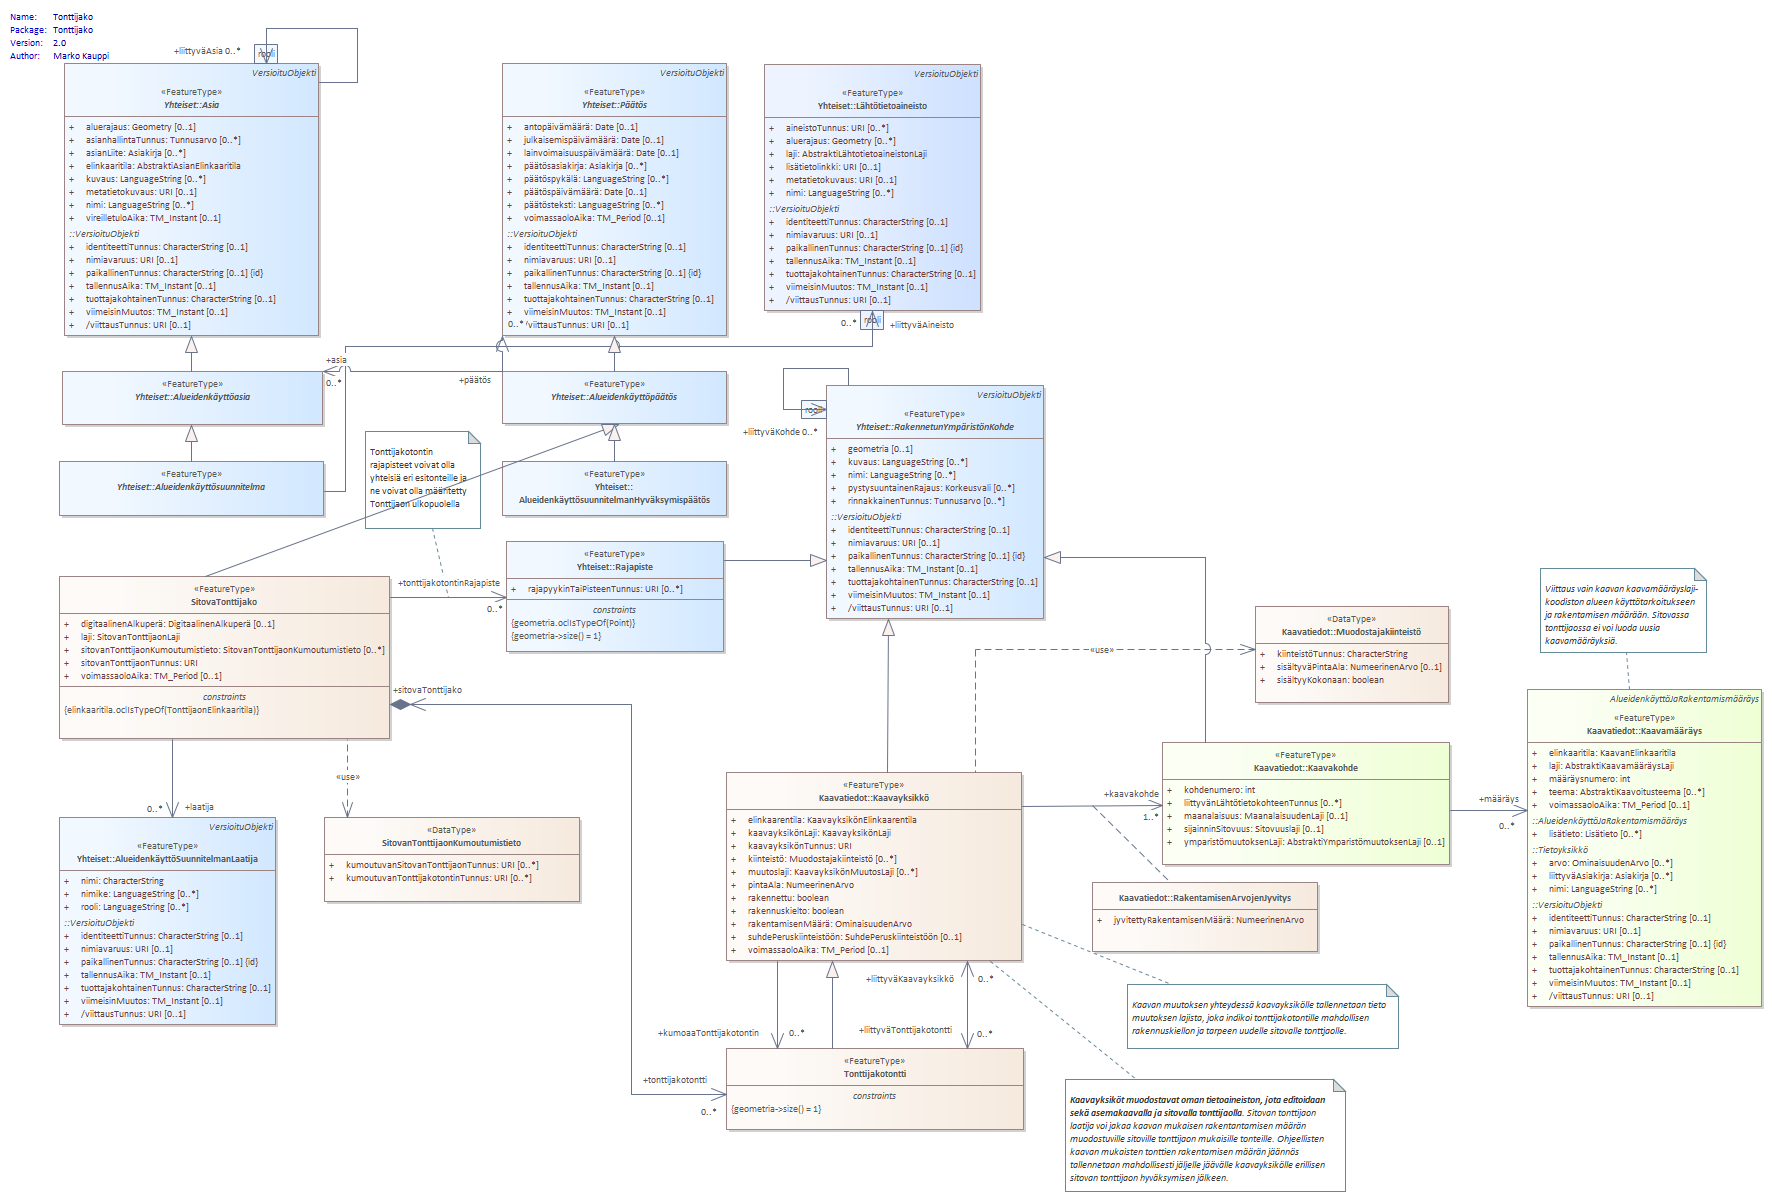 Name: Tonttijako
Package: Tonttijako
Version: 2.0
Author: Marko Kauppi
+liittyväAsia 0..*
rooli
VersioituObjekti
«FeatureType»
Yhteiset::Asia
+ aluerajaus: Geometry [0..1]
+ asianhallintaTunnus: Tunnusarvo [0..*]
+ asianLiite: Asiakirja [0..*]
+ elinkaaritila: AbstraktiAsianElinkaaritila
+ kuvaus: LanguageString [0..*]
+ metatietokuvaus: URI [0..1]
+ nimi: LanguageString [0..*]
+ vireilletuloAika: TM_Instant [0..1]
::VersioituObjekti
+ identiteettiTunnus: CharacterString [0..1]
+ nimiavaruus: URI [0..1]
+ paikallinenTunnus: CharacterString [0..1] {id}
+ tallennusAika: TM_Instant [0..1]
+ tuottajakohtainenTunnus: CharacterString [0..1]
+ viimeisinMuutos: TM_Instant [0..1]
+ /viittausTunnus: URI [0..1]
VersioituObjekti
«FeatureType»
Yhteiset::Päätös
+ antopäivämäärä: Date [0..1]
+ julkaisemispäivämäärä: Date [0..1]
+ lainvoimaisuuspäivämäärä: Date [0..1]
+ päätösasiakirja: Asiakirja [0..*]
+ päätöspykälä: LanguageString [0..*]
+ päätöspäivämäärä: Date [0..1]
+ päätösteksti: LanguageString [0..*]
+ voimassaoloAika: TM_Period [0..1]
::VersioituObjekti
+ identiteettiTunnus: CharacterString [0..1]
+ nimiavaruus: URI [0..1]
+ paikallinenTunnus: CharacterString [0..1] {id}
+ tallennusAika: TM_Instant [0..1]
+ tuottajakohtainenTunnus: CharacterString [0..1]
+ viimeisinMuutos: TM_Instant [0..1]
0..* /viittausTunnus: URI [0..1]
VersioituObjekti
«FeatureType»
Yhteiset::Lähtötietoaineisto
+ aineistoTunnus: URI [0..*]
+ aluerajaus: Geometry [0..*]
+ laji: AbstraktiLähtotietoaineistonLaji
+ lisätietolinkki: URI [0..1]
+ metatietokuvaus: URI [0..1]
+ nimi: LanguageString [0..*]
::VersioituObjekti
+ identiteettiTunnus: CharacterString [0..1]
+ nimiavaruus: URI [0..1]
+ paikallinenTunnus: CharacterString [0..1] {id}
+ tallennusAika: TM_Instant [0..1]
+ tuottajakohtainenTunnus: CharacterString [0..1]
+ viimeisinMuutos: TM_Instant [0..1]
+ /viittausTunnus: URI [0..1]
0..* rooli +liittyväAineisto
+asia
0..*
+päätös
«FeatureType»
Yhteiset::Alueidenkäyttöasia
«FeatureType»
Yhteiset::Alueidenkäyttöpäätös
«FeatureType»
Yhteiset::Alueidenkäyttösuunnitelma
Tonttijakotontin
rajapisteet voivat olla
yhteisiä eri esitonteille ja
ne voivat olla määritetty
Tonttijaon ulkopuolella
«FeatureType»
Yhteiset::
AlueidenkäyttösuunnitelmanHyväksymispäätös
rooli
+liittyväKohde 0..*
VersioituObjekti
«FeatureType»
Yhteiset::RakennetunYmpäristönKohde
+ geometria [0..1]
+ kuvaus: LanguageString [0..*]
+ nimi: LanguageString [0..*]
+ pystysuuntainenRajaus: Korkeusvali [0..*]
+ rinnakkainenTunnus: Tunnusarvo [0..*]
::VersioituObjekti
+ identiteettiTunnus: CharacterString [0..1]
+ nimiavaruus: URI [0..1]
+ paikallinenTunnus: CharacterString [0..1] {id}
+ tallennusAika: TM_Instant [0..1]
+ tuottajakohtainenTunnus: CharacterString [0..1]
+ viimeisinMuutos: TM_Instant [0..1]
+ /viittausTunnus: URI [0..1]
«FeatureType»
Yhteiset::Rajapiste
+ rajapyykinTaiPisteenTunnus: URI [0..*]
constraints
{geometria.oclIsTypeOf(Point)}
{geometria->size() = 1}
+tonttijakotontinRajapiste
0..*
«FeatureType»
SitovaTonttijako
+ digitaalinenAlkuperä: DigitaalinenAlkuperä [0..1]
+ laji: SitovanTonttijaonLaji
+ sitovanTonttijaonKumoutumistieto: SitovanTonttijaonKumoutumistieto [0..*]
+ sitovanTonttijaonTunnus: URI
+ voimassaoloAika: TM_Period [0..1]
constraints
{elinkaaritila.oclIsTypeOf(TonttijaonElinkaaritila)}
+sitovaTonttijako
«use»
0..* +laatija
VersioituObjekti
«FeatureType»
Yhteiset::AlueidenkäyttöSuunnitelmanLaatija
+ nimi: CharacterString
+ nimike: LanguageString [0..*]
+ rooli: LanguageString [0..*]
::VersioituObjekti
+ identiteettiTunnus: CharacterString [0..1]
+ nimiavaruus: URI [0..1]
+ paikallinenTunnus: CharacterString [0..1] {id}
+ tallennusAika: TM_Instant [0..1]
+ tuottajakohtainenTunnus: CharacterString [0..1]
+ viimeisinMuutos: TM_Instant [0..1]
+ /viittausTunnus: URI [0..1]
«DataType»
SitovanTonttijaonKumoutumistieto
+ kumoutuvanSitovanTonttijaonTunnus: URI [0..*]
+ kumoutuvanTonttijakotontinTunnus: URI [0..*]
«use»
«DataType»
Kaavatiedot::Muodostajakiinteistö
+ kiinteistöTunnus: CharacterString
+ sisältyväPintaAla: NumeerinenArvo [0..1]
+ sisältyyKokonaan: boolean
Viittaus vain kaavan kaavamääräyslaji-
koodiston alueen käyttötarkoitukseen
ja rakentamisen määrään. Sitovassa
tonttijaossa ei voi luoda uusia
kaavamääräyksiä.
«FeatureType»
Kaavatiedot::Kaavayksikkö
+ elinkaarentila: KaavayksikönElinkaarentila
+ kaavayksikönLaji: KaavayksikönLaji
+ kaavayksikönTunnus: URI
+ kiinteistö: Muodostajakiinteistö [0..*]
+ muutoslaji: KaavayksikönMuutosLaji [0..*]
+ pintaAla: NumeerinenArvo
+ rakennettu: boolean
+ rakennuskielto: boolean
+ rakentamisenMäärä: OminaisuudenArvo
+ suhdePeruskiinteistöön: SuhdePeruskiinteistöön [0..1]
+ voimassaoloAika: TM_Period [0..1]
+kaavakohde
1..*
«FeatureType»
Kaavatiedot::Kaavakohde
+ kohdenumero: int
+ liittyvänLähtötietokohteenTunnus [0..*]
+ maanalaisuus: MaanalaisuudenLaji [0..1]
+ sijainninSitovuus: Sitovuuslaji [0..1]
+ ymparistömuutoksenLaji: AbstraktiYmparistömuutoksenLaji [0..1]
+määräys
0..*
AlueidenkäyttöJaRakentamismääräys
«FeatureType»
Kaavatiedot::Kaavamääräys
+ elinkaaritila: KaavanElinkaaritila
+ laji: AbstraktiKaavamääräysLaji
+ määräysnumero: int
+ teema: AbstraktiKaavoitusteema [0..*]
+ voimassaoloAika: TM_Period [0..1]
::AlueidenkäyttöJaRakentamismääräys
+ lisätieto: Lisätieto [0..*]
::Tietoyksikkö
+ arvo: OminaisuudenArvo [0..*]
+ liittyväAsiakirja: Asiakirja [0..*]
+ nimi: LanguageString [0..*]
::VersioituObjekti
+ identiteettiTunnus: CharacterString [0..1]
+ nimiavaruus: URI [0..1]
+ paikallinenTunnus: CharacterString [0..1] {id}
+ tallennusAika: TM_Instant [0..1]
+ tuottajakohtainenTunnus: CharacterString [0..1]
+ viimeisinMuutos: TM_Instant [0..1]
+ /viittausTunnus: URI [0..1]
Kaavatiedot::RakentamisenArvojenJyvitys
+ jyvitettyRakentamisenMäärä: NumeerinenArvo
+liittyväKaavayksikkö 0..*
+kumoaaTonttijakotontin 0..*
+liittyväTonttijakotontti 0..*
+tonttijakotontti
0..*
«FeatureType»
Tonttijakotontti
constraints
{geometria->size() = 1}
Kaavan muutoksen yhteydessä kaavayksikölle tallennetaan tieto
muutoksen lajista, joka indikoi tonttijakotontille mahdollisen
rakennuskiellon ja tarpeen uudelle sitovalle tonttjaolle.
Kaavayksiköt muodostavat oman tietoaineiston, jota editoidaan
sekä asemakaavalla ja sitovalla tonttijaolla. Sitovan tonttijaon
laatija voi jakaa kaavan mukaisen rakentantamisen määrän
muodostuville sitoville tonttijaon mukaisille tonteille. Ohjeellisten
kaavan mukaisten tonttien rakentamisen määrän jäännös
tallennetaan mahdollisesti jäljelle jäävälle kaavayksikölle erillisen
sitovan tonttijaon hyväksymisen jälkeen.